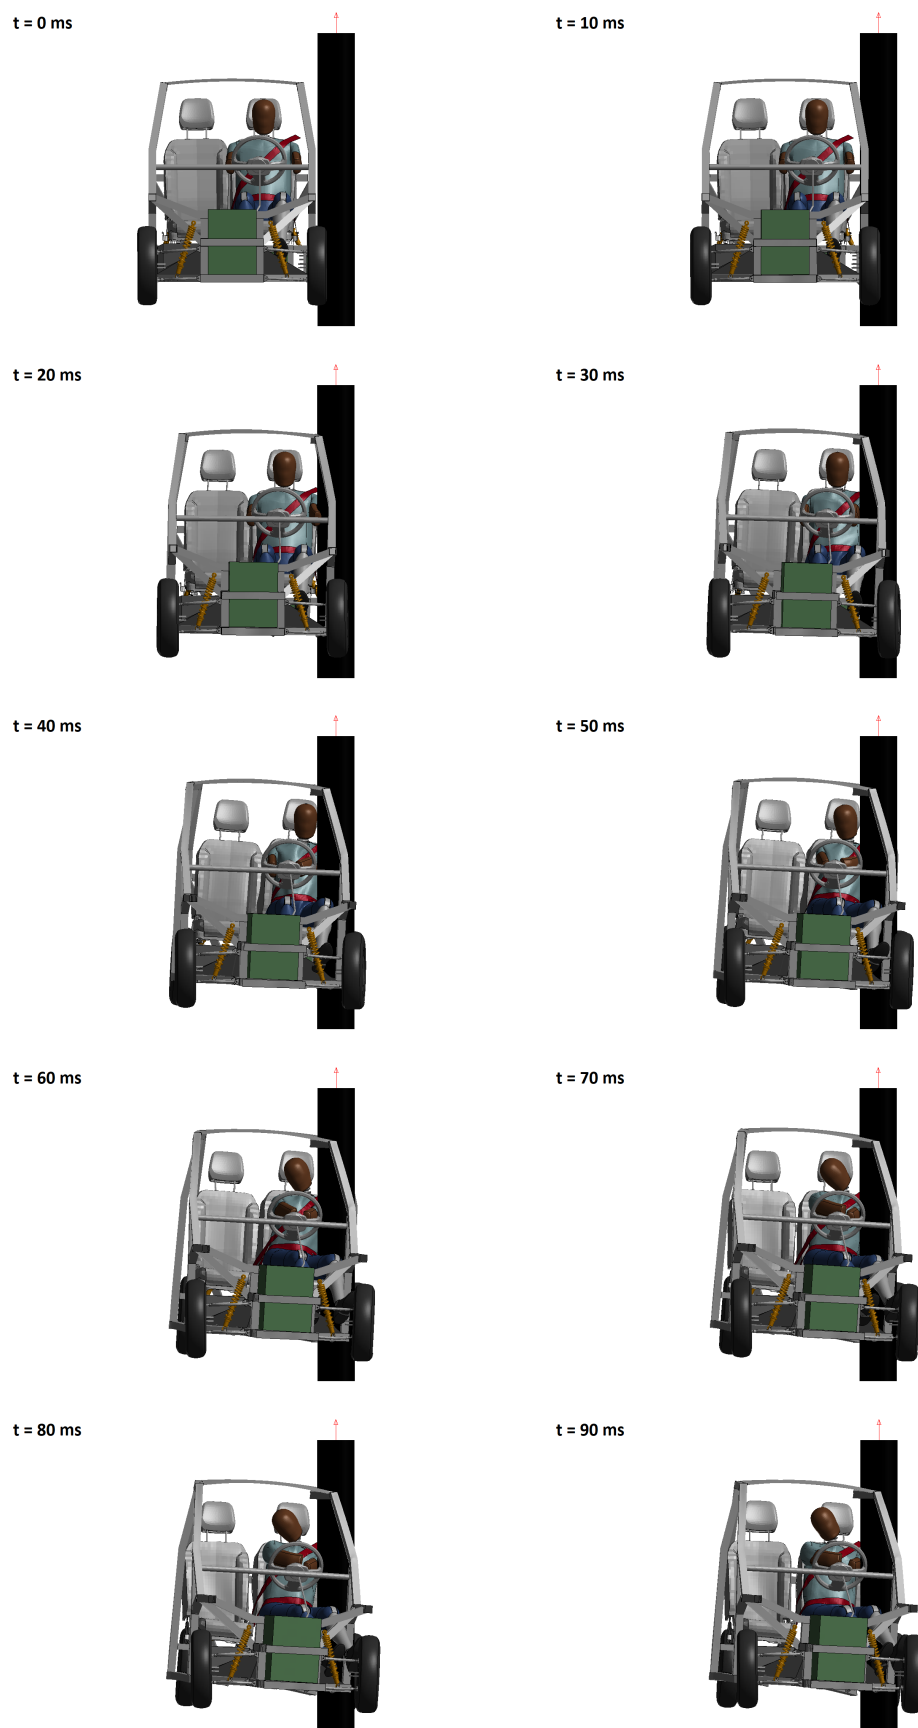 t = 0 ms
t = 10 ms
t = 20 ms
t = 30 ms
t = 40 ms
t = 50 ms
t = 60 ms
t = 70 ms
t = 80 ms
t = 90 ms